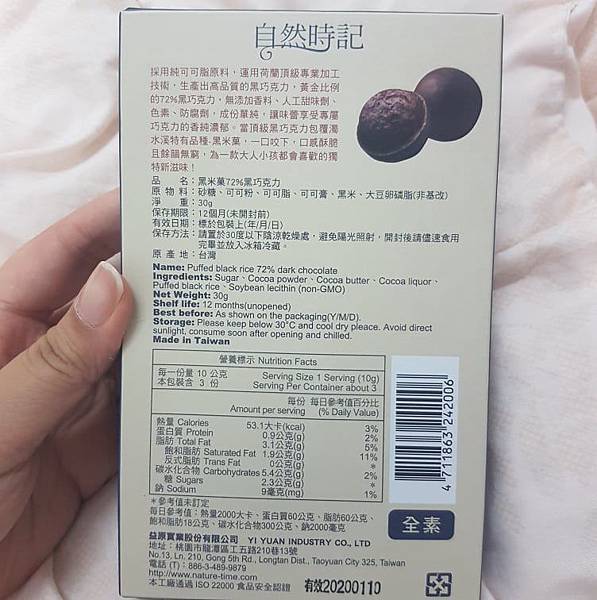 自然時記
採用純可可脂原料，運用荷蘭頂級專業加工
技術，生產出高品質的黑巧克力，黃金比例
的72%黑巧克力，無添加香料、人工甜味劑、
色素、防腐劑，成份單純，讓味蕾享受專屬
巧克力的香純濃郁。當頂級黑巧克力包覆濁
水溪特有品種-黑米菓，一口咬下，口感酥脆
且餘韻無窮，為一款大人小孩都會喜歡的獨
特新滋味！
品　　名：黑米菓72%黑巧克力
原 物 料：砂糖、可可粉、可可脂、可可膏、黑米、大豆卵磷脂(非基改)
淨　　重：30g
保存期限：12個月(未開封前)
有效日期：標於包裝上(年/月/日)
保存方法：請置於30度以下陰涼乾燥處，避免陽光照射，開封後請儘速食用
完畢並放入冰箱冷藏。
原 產 地：台灣
Name: Puffed black rice 72% dark chocolate
Ingredients: Sugar、Cocoa powder、Cocoa butter、Cocoa liquor、
Puffed black rice、Soybean lecithin (non-GMO)
Net Weight: 30g
Shelf life: 12 months(unopened)
Best before: As shown on the packaging(Y/M/D).
Storage: Please keep below 30°C and cool dry pleace. Avoid direct
sunlight, consume soon after opening and chilled.
Made in Taiwan
營養標示 Nutrition Facts
每一份量 10 公克 Serving Size 1 Serving (10g)
本包裝含 3 份 Serving Per Container about 3
每份 每日參考值百分比
Amount per serving (% Daily Value)
熱量 Calories 53.1大卡(kcal) 3%
蛋白質 Protein 0.9公克(g) 2%
脂肪 Total Fat 3.1公克(g) 5%
飽和脂肪 Saturated Fat 1.9公克(g) 11%
反式脂肪 Trans Fat 0公克(g) *
碳水化合物 Carbohydrates 5.4公克(g) 2%
糖 Sugars 2.3公克(g) *
鈉 Sodium 9毫克(mg) 1%
＊參考值未訂定
每日參考值：熱量2000大卡、蛋白質60公克、脂肪60公克、
飽和脂肪18公克、碳水化合物300公克、鈉2000毫克
4 711863 242006
全素
益原實業股份有限公司 YI YUAN INDUSTRY CO., LTD
地址：桃園市龍潭區工五路210巷13號
No.13, Ln. 210, Gong 5th Rd., Longtan Dist., Taoyuan City 325, Taiwan
電話 (T)：886-3-489-9879
http://www.nature-time.com
本工廠通過 ISO 22000 食品安全認證 有效20200110